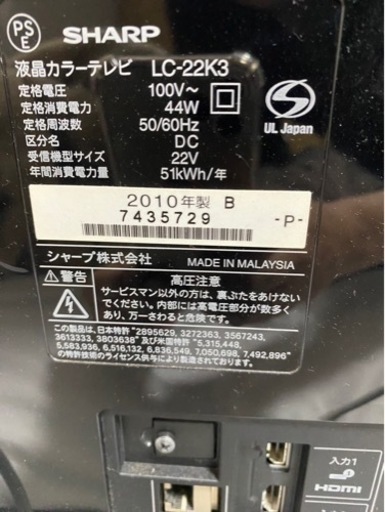 PS
E
SHARP
液晶カラーテレビ LC-22K3
定格電圧 100V～
定格消費電力 44W
定格周波数 50/60Hz
区分名 DC
受信機型サイズ 22V
年間消費電力量 51kWh/年
S
UL Japan
2010年製 B
7435729
-P-
シャープ株式会社 MADE IN MALAYSIA
警告 高圧注意
サービスマン以外の方は、裏ぶたをあけない
でください。内部には高電圧部分が数多く
あり、万一さわると危険です。
この製品は、日本特許 "2895629, 3272363, 3567243,
3613333, 3803638" 及び米国特許 "5,315,448,
5,583,936, 6,516,132, 6,836,549, 7,050,698, 7,492,896"
の技術のライセンス供与により製造されております。
入力1
HDMI